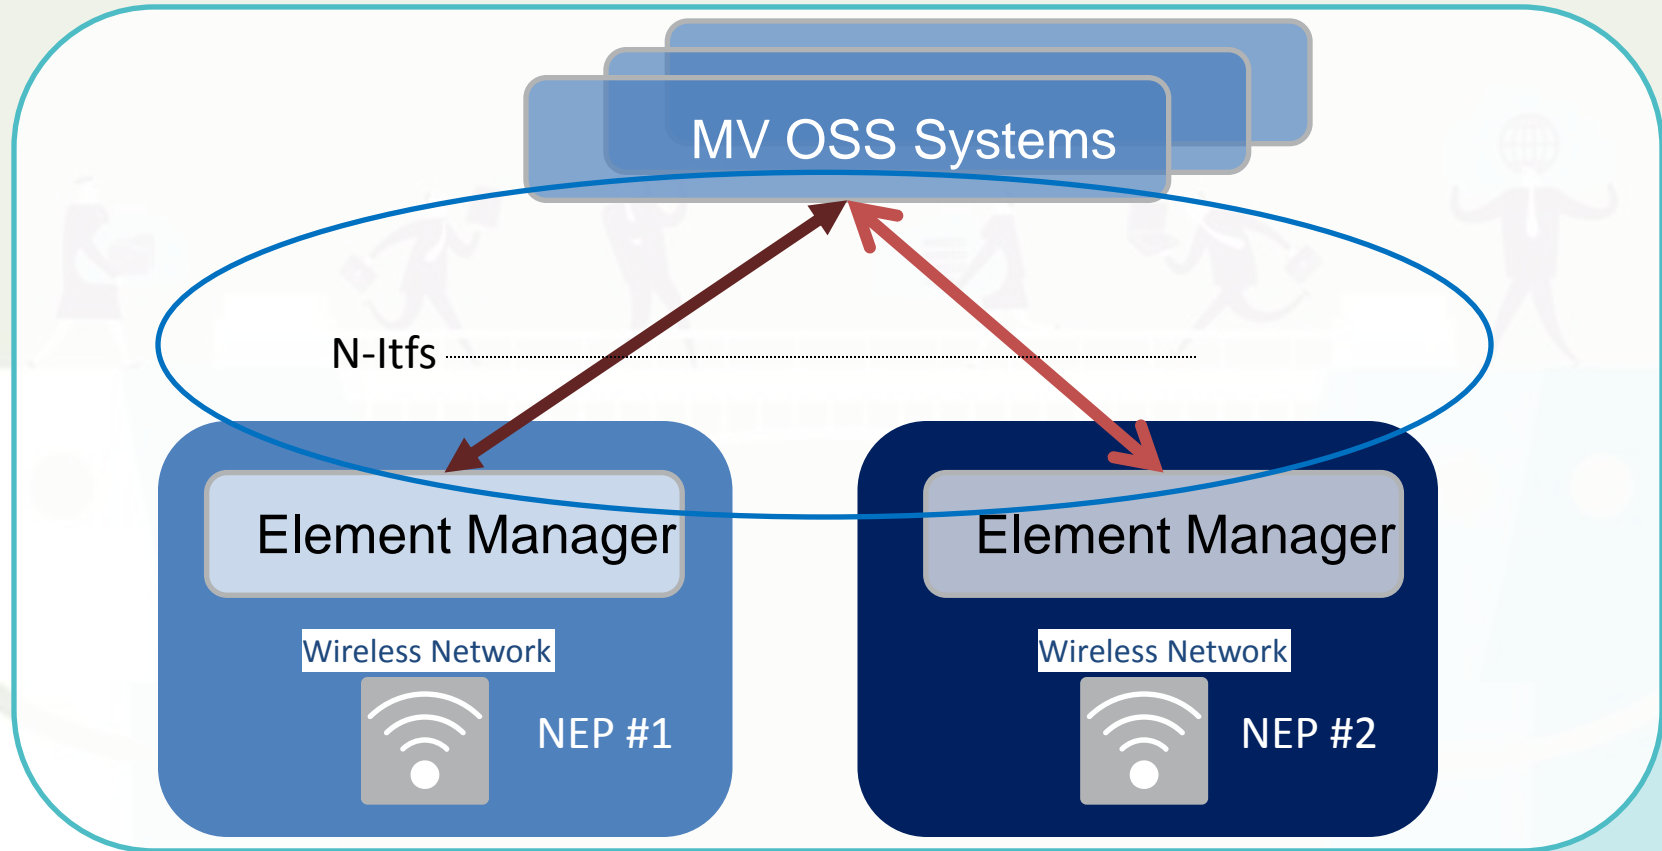 MV OSS Systems
N-Itfs
Element Manager
Element Manager
Wireless Network
Wireless Network
NEP #1
NEP #2